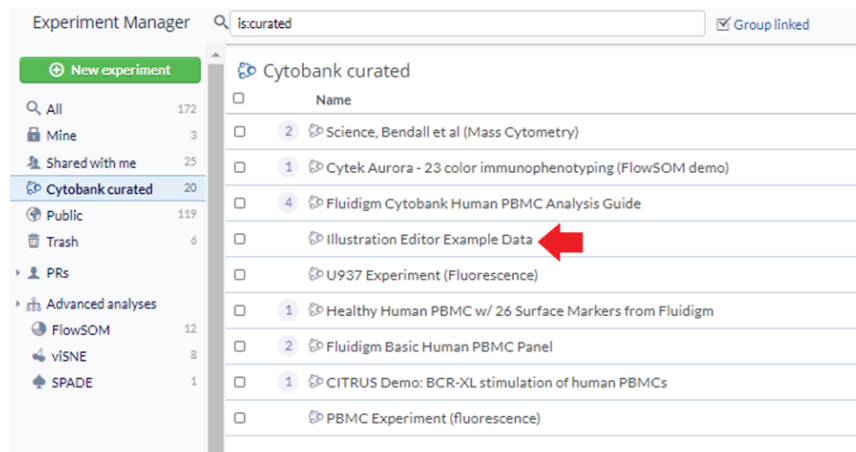 Experiment Manager
is:curated
Group linked
New experiment
All 172
Mine 3
Shared with me 25
Cytobank curated 20
Public 119
Trash 6
PRs
Advanced analyses
FlowSOM 12
viSNE 8
SPADE 1
Cytobank curated
Name
2 Science, Bendall et al (Mass Cytometry)
1 Cytek Aurora - 23 color immunophenotyping (FlowSOM demo)
4 Fluidigm Cytobank Human PBMC Analysis Guide
Illustration Editor Example Data
U937 Experiment (Fluorescence)
1 Healthy Human PBMC w/ 26 Surface Markers from Fluidigm
2 Fluidigm Basic Human PBMC Panel
1 CITRUS Demo: BCR-XL stimulation of human PBMCs
PBMC Experiment (fluorescence)